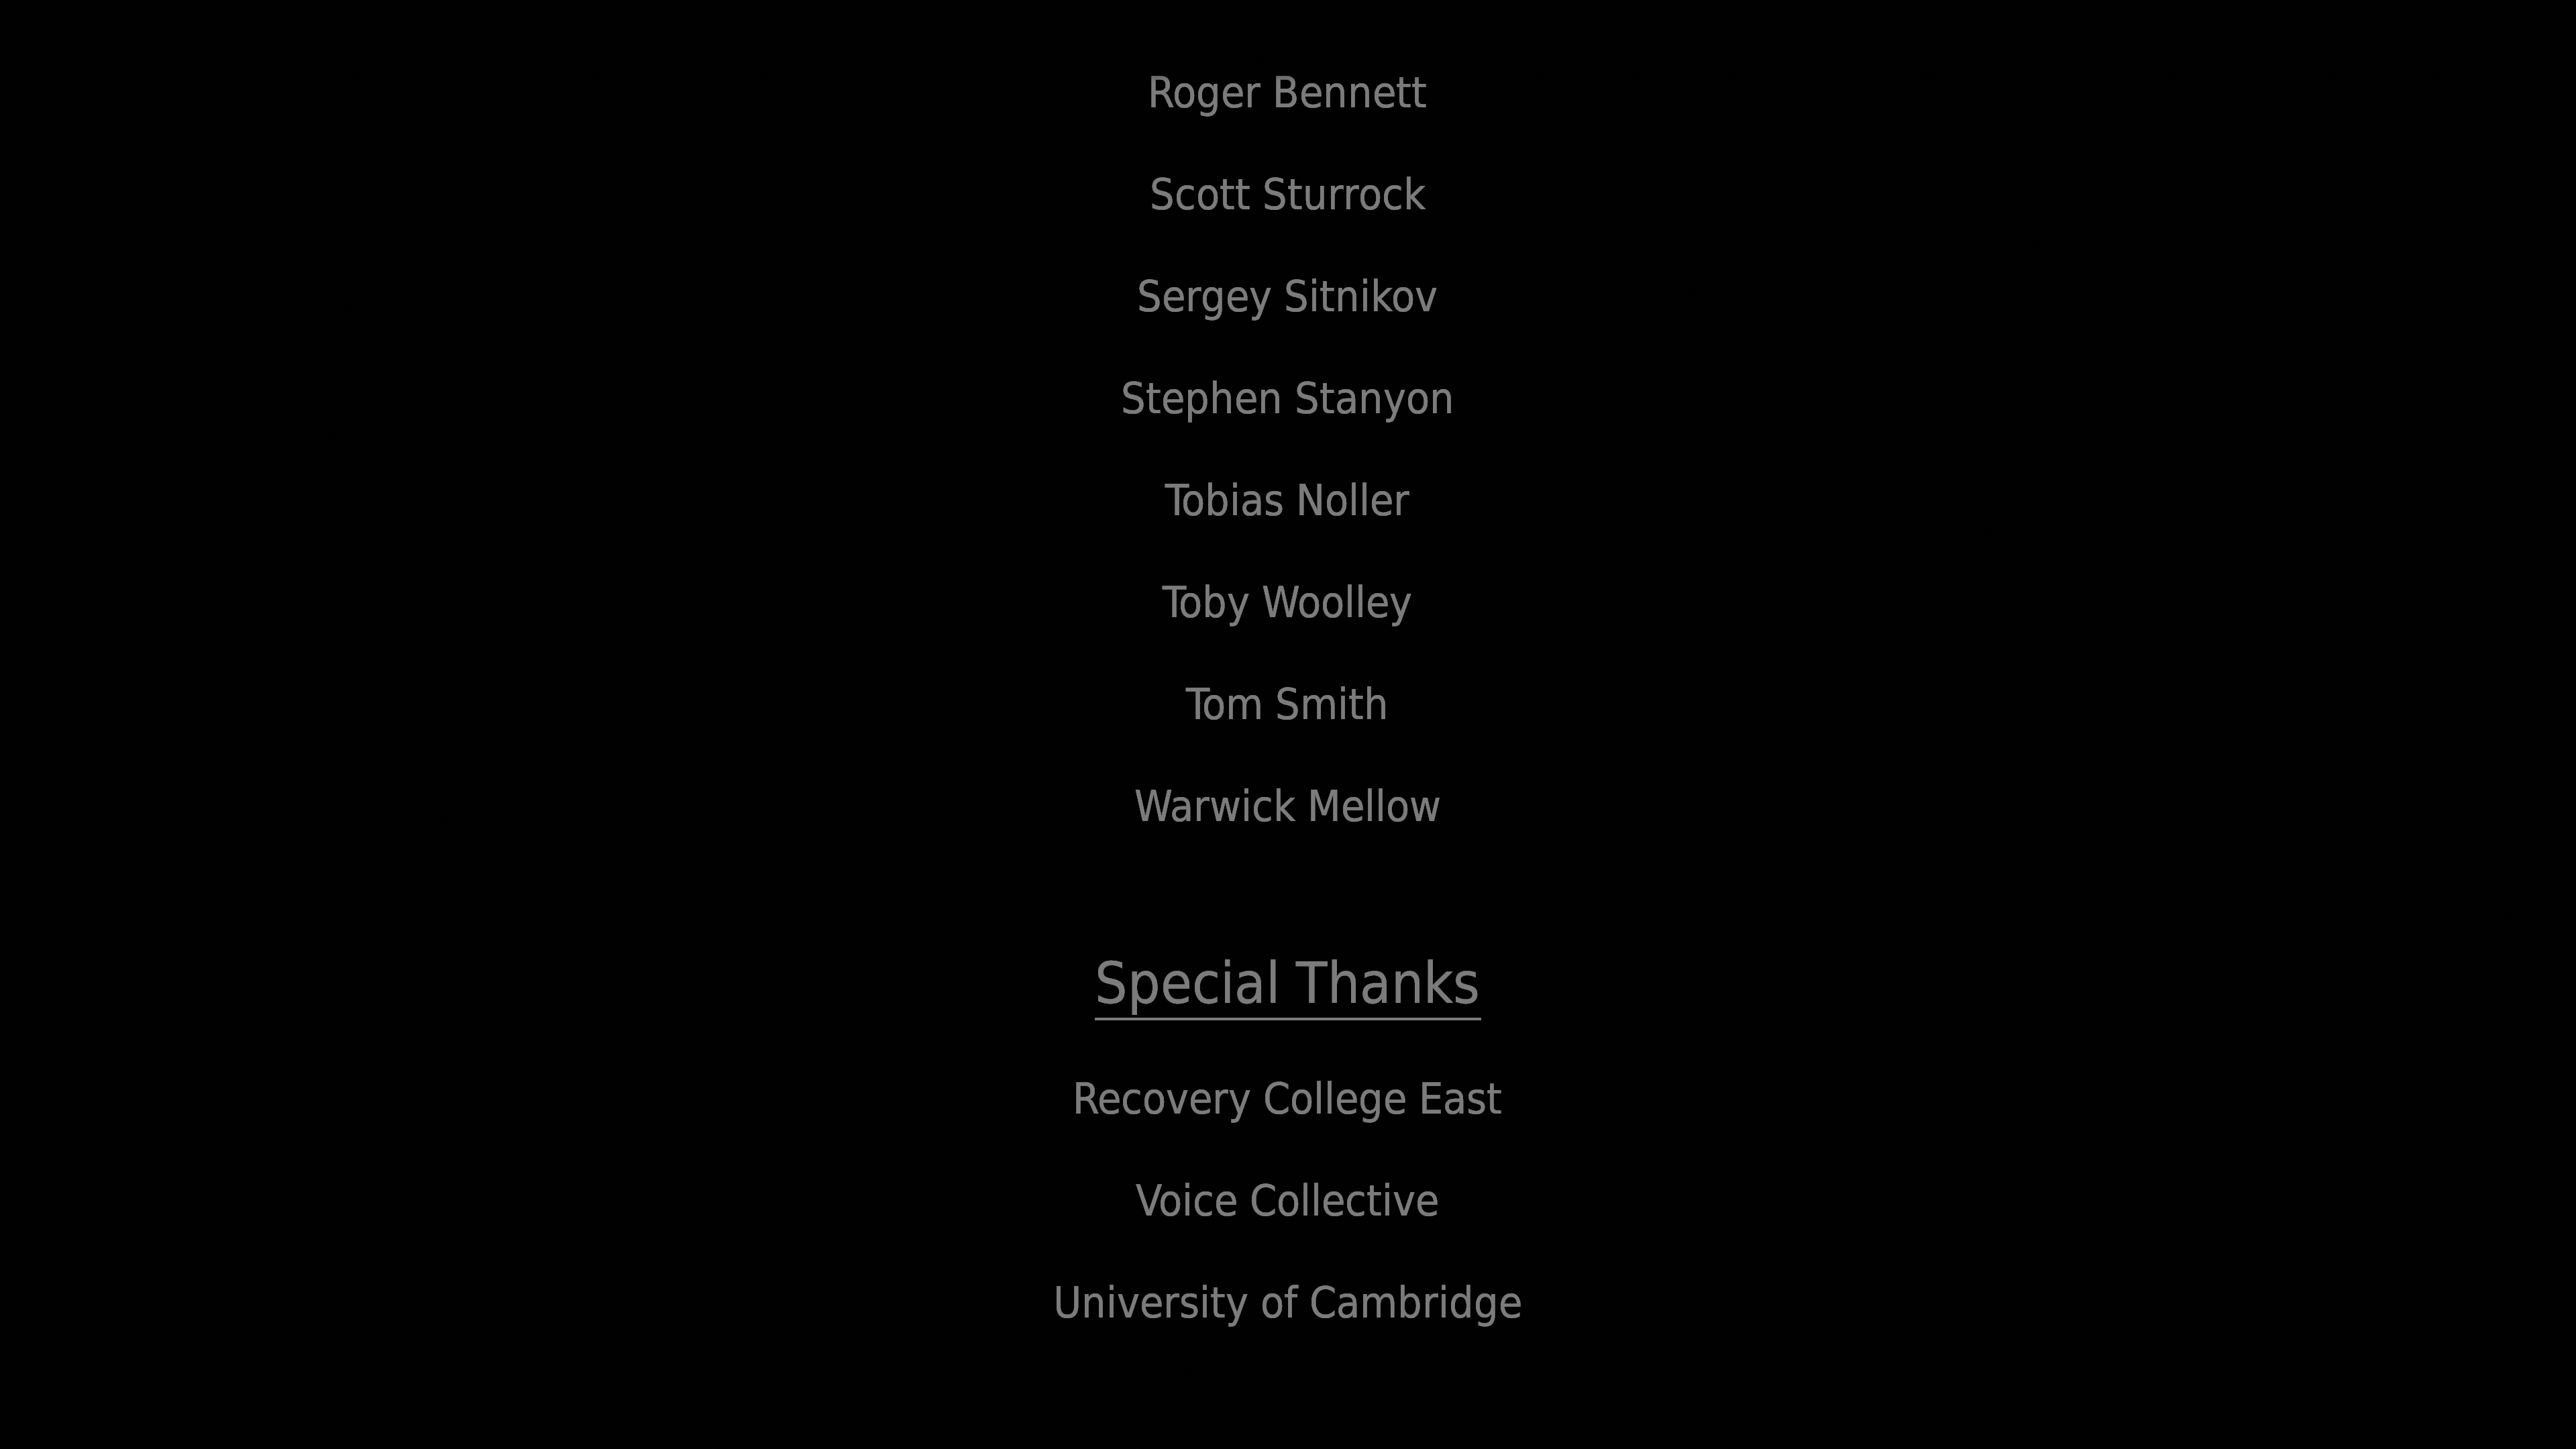 Roger Bennett
Scott Sturrock
Sergey Sitnikov
Stephen Stanyon
Tobias Noller
Toby Woolley
Tom Smith
Warwick Mellow
Special Thanks
Recovery College East
Voice Collective
University of Cambridge